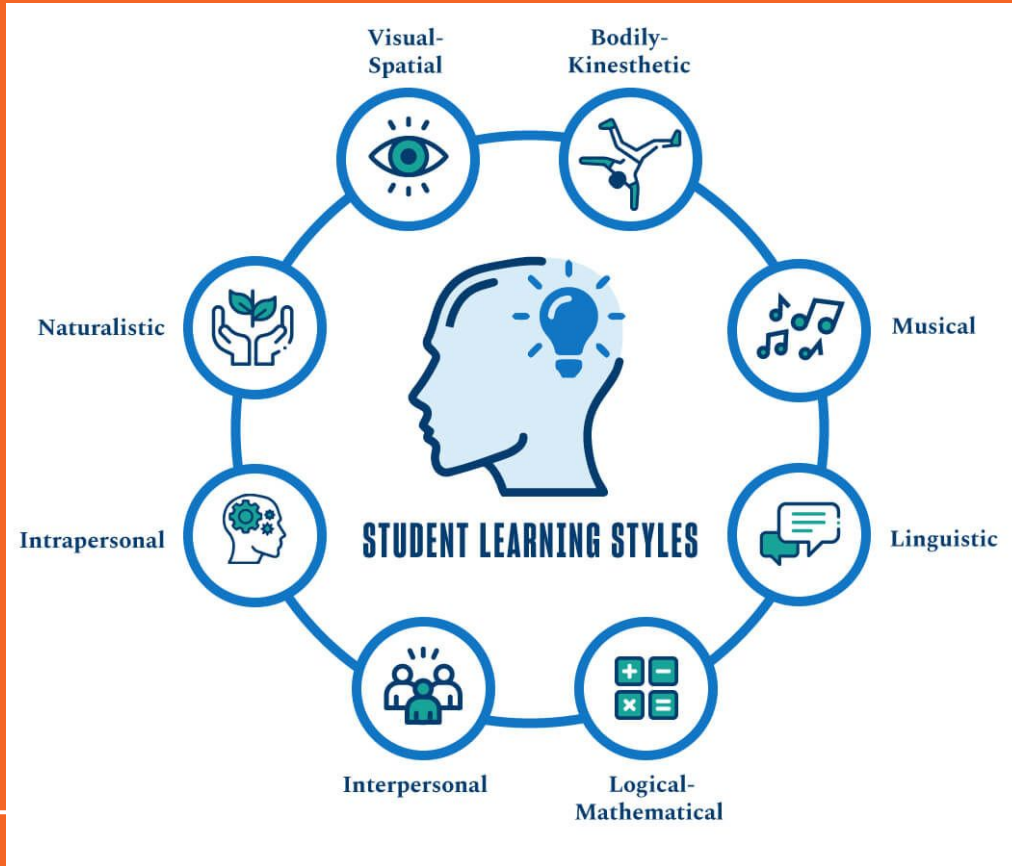 Visual-
Spatial
Bodily-
Kinesthetic
Naturalistic
Musical
Intrapersonal
STUDENT LEARNING STYLES
Linguistic
Interpersonal
Logical-
Mathematical